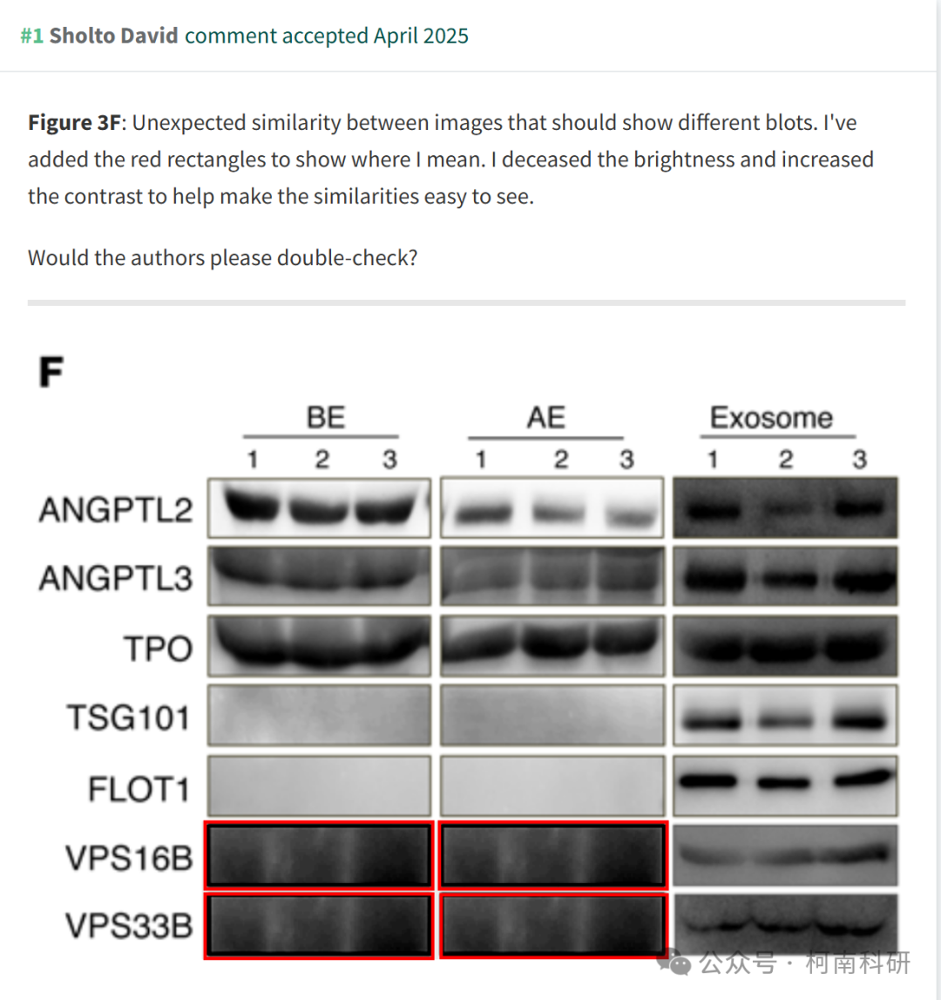 #1 Sholto David comment accepted April 2025
Figure 3F: Unexpected similarity between images that should show different blots. I've
added the red rectangles to show where I mean. I deceased the brightness and increased
the contrast to help make the similarities easy to see.
Would the authors please double-check?
F
BE AE Exosome
1 2 3 1 2 3 1 2 3
ANGPTL2
ANGPTL3
TPO
TSG101
FLOT1
VPS16B
VPS33B
公众号 · 柯南科研